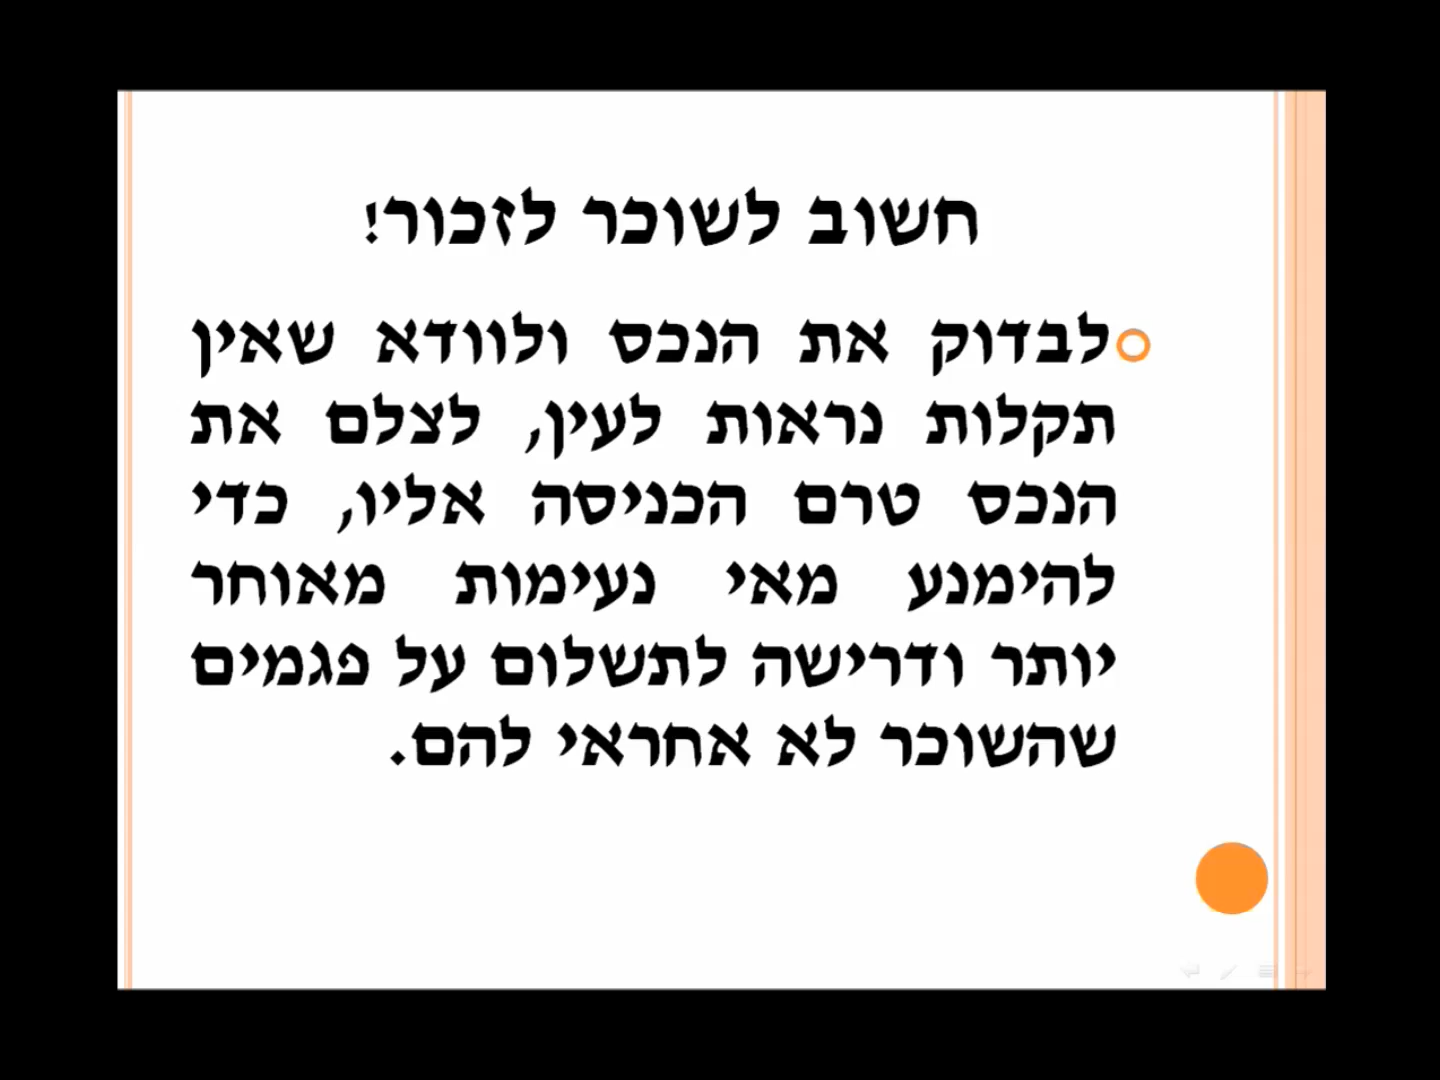 חשוב לשוכר לזכור!
לבדוק את הנכס ולוודא שאין
תקלות נראות לעין, לצלם את
הנכס טרם הכניסה אליו, כדי
להימנע מאי נעימות מאוחר
יותר ודרישה לתשלום על פגמים
שהשוכר לא אחראי להם.